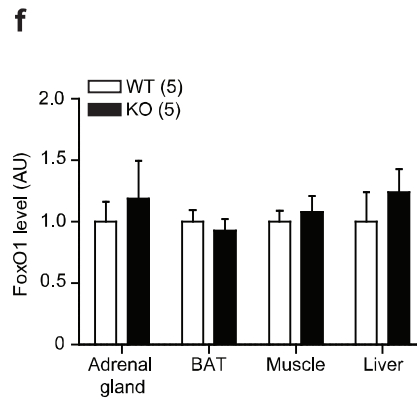 f
WT (5)
KO (5)
FoxO1 level (AU)
2.0
1.5
1.0
0.5
0
Adrenal
gland
BAT
Muscle
Liver